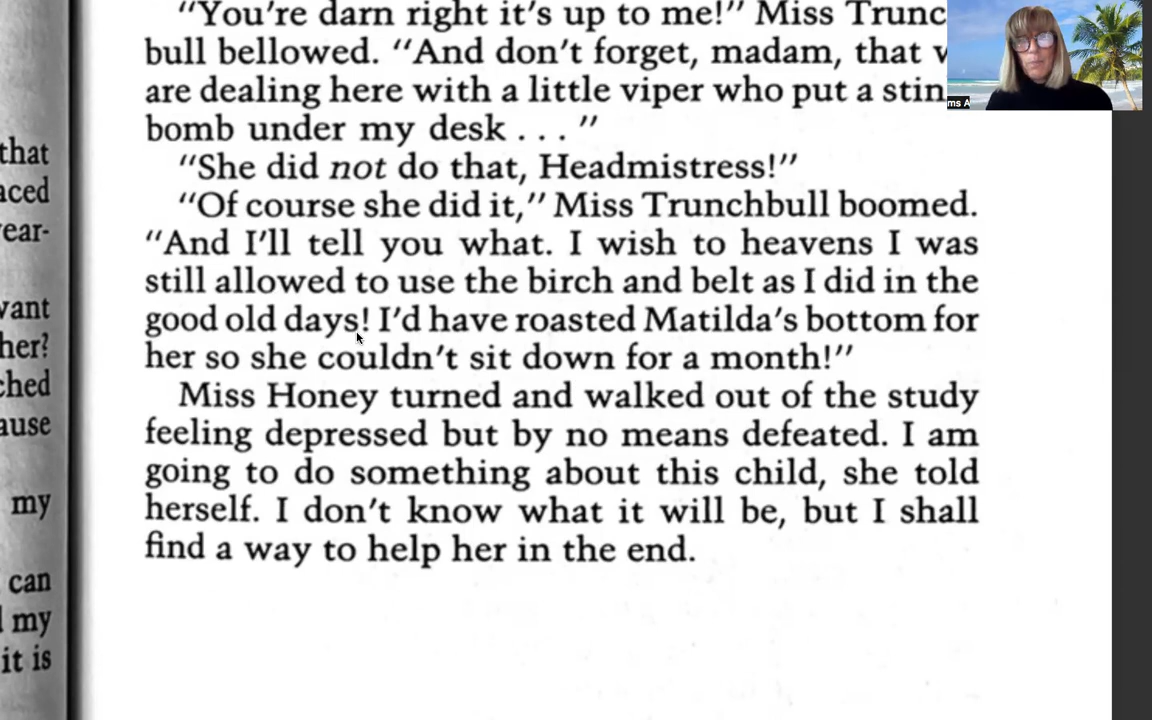 “You’re darn right it’s up to me!” Miss Trunc
bull bellowed. “And don’t forget, madam, that
are dealing here with a little viper who put a stin
bomb under my desk . . . ”
“She did not do that, Headmistress!”
“Of course she did it,” Miss Trunchbull boomed.
“And I’ll tell you what. I wish to heavens I was
still allowed to use the birch and belt as I did in the
good old days! I’d have roasted Matilda’s bottom for
her so she couldn’t sit down for a month!”
Miss Honey turned and walked out of the study
feeling depressed but by no means defeated. I am
going to do something about this child, she told
herself. I don’t know what it will be, but I shall
find a way to help her in the end.
that
aced
ear-
vant
her?
ched
ause
my
can
my
it is
ms A